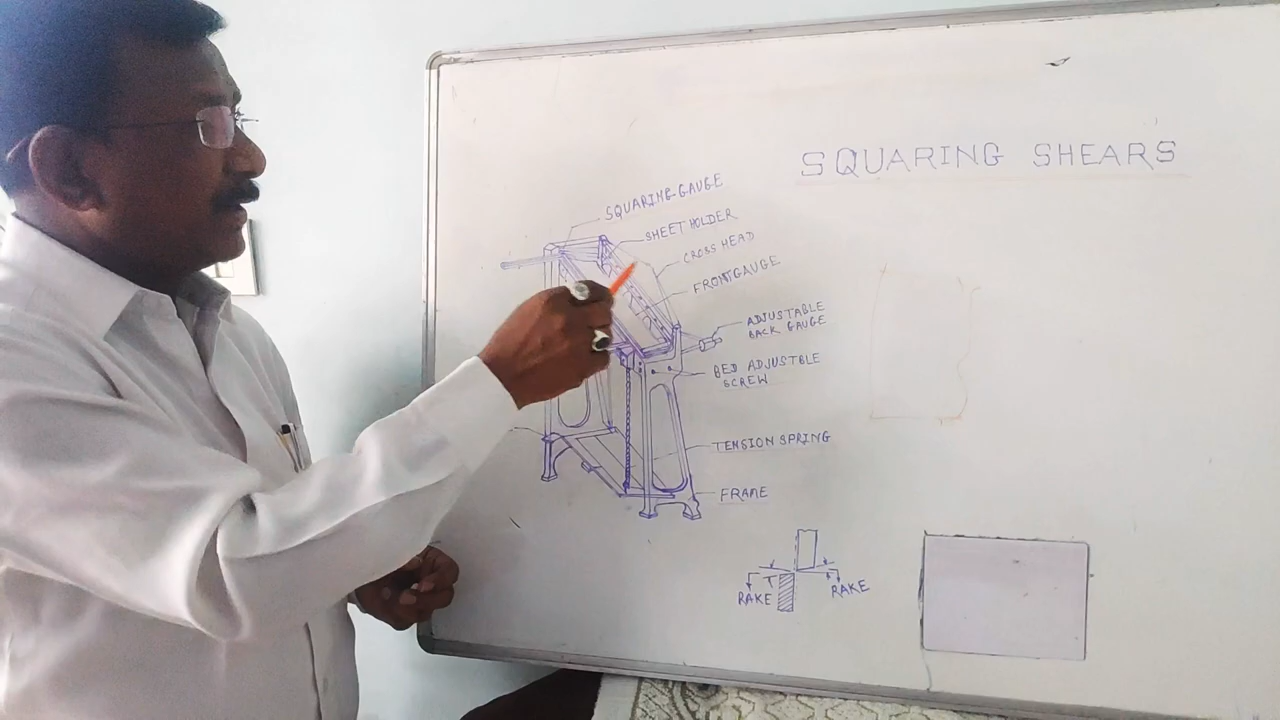 SQUARING SHEARS
SQUARING GAUGE
SHEET HOLDER
CROSS HEAD
FRONT GAUGE
ADJUSTABLE
BACK GAUGE
BED ADJUSTBLE
SCREW
TENSION SPRING
FRAME
RAKE
RAKE